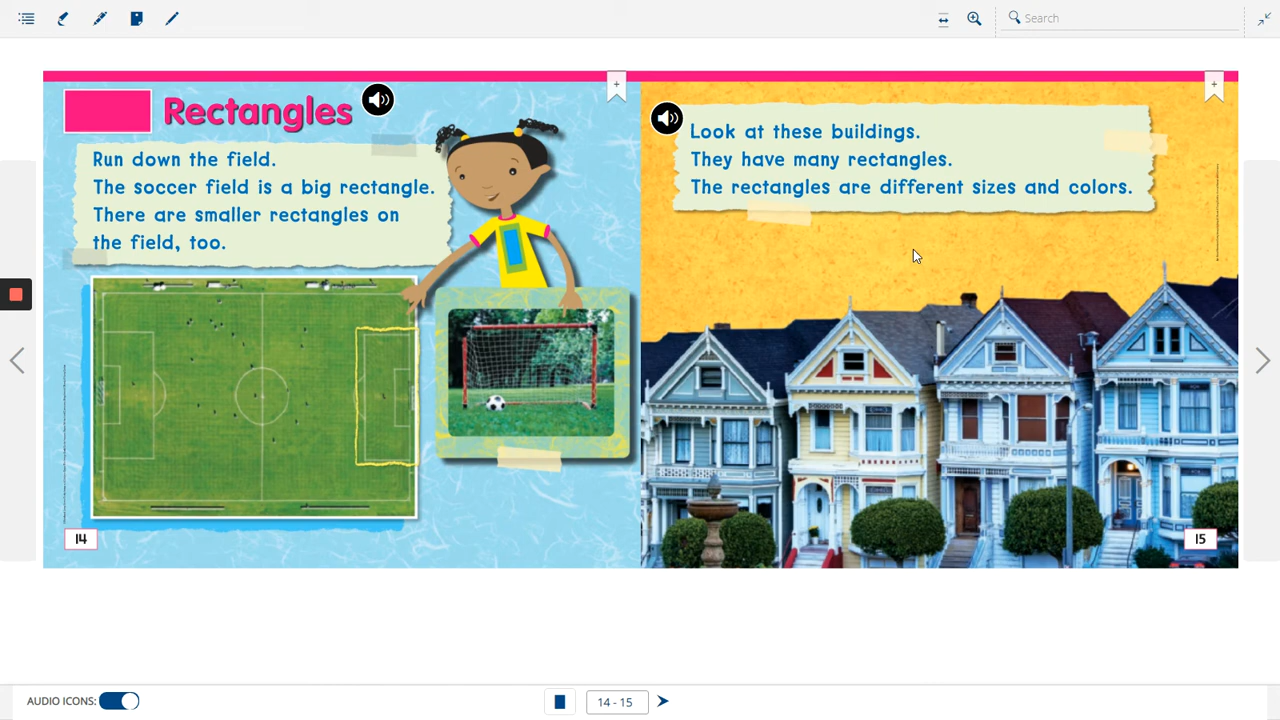 Search
Rectangles
Run down the field.
The soccer field is a big rectangle.
There are smaller rectangles on
the field, too.
14
Look at these buildings.
They have many rectangles.
The rectangles are different sizes and colors.
15
AUDIO ICONS:
14 - 15